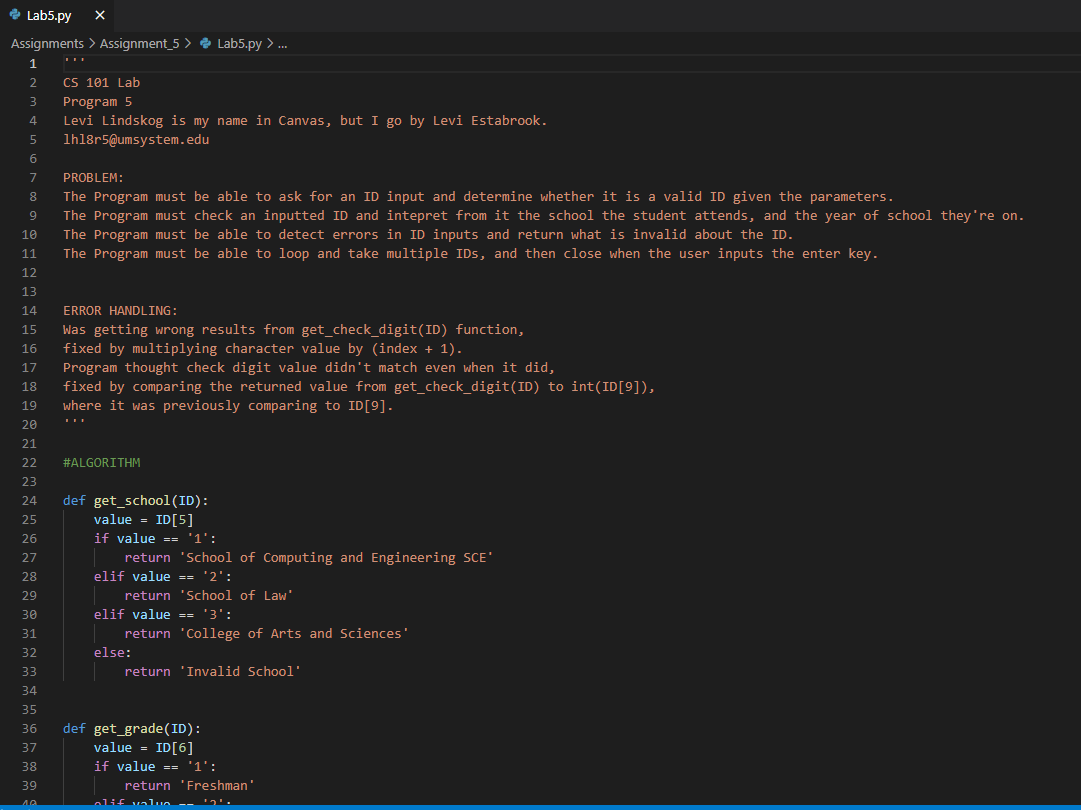 Lab5.py
Assignments > Assignment_5 > Lab5.py > ...
1 '''
2 CS 101 Lab
3 Program 5
4 Levi Lindskog is my name in Canvas, but I go by Levi Estabrook.
5 lhl8r5@umsystem.edu
6
7 PROBLEM:
8 The Program must be able to ask for an ID input and determine whether it is a valid ID given the parameters.
9 The Program must check an inputted ID and intepret from it the school the student attends, and the year of school they're on.
10 The Program must be able to detect errors in ID inputs and return what is invalid about the ID.
11 The Program must be able to loop and take multiple IDs, and then close when the user inputs the enter key.
12
13
14 ERROR HANDLING:
15 Was getting wrong results from get_check_digit(ID) function,
16 fixed by multiplying character value by (index + 1).
17 Program thought check digit value didn't match even when it did,
18 fixed by comparing the returned value from get_check_digit(ID) to int(ID[9]),
19 where it was previously comparing to ID[9].
20 '''
21
22 #ALGORITHM
23
24 def get_school(ID):
25     value = ID[5]
26     if value == '1':
27         return 'School of Computing and Engineering SCE'
28     elif value == '2':
29         return 'School of Law'
30     elif value == '3':
31         return 'College of Arts and Sciences'
32     else:
33         return 'Invalid School'
34
35
36 def get_grade(ID):
37     value = ID[6]
38     if value == '1':
39         return 'Freshman'
40     elif value == '2':